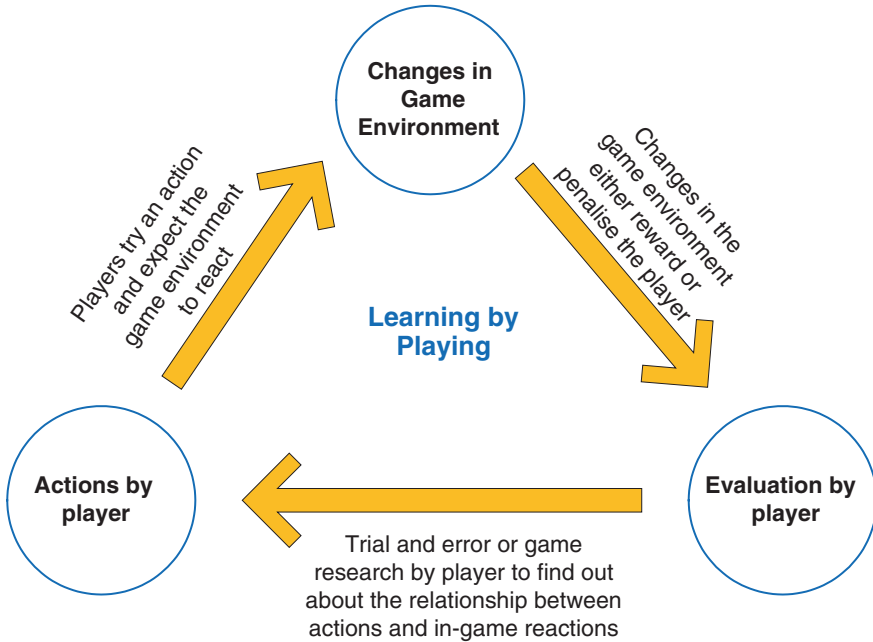 Changes in
Game
Environment
Players try an action
and expect the
game environment
to react
Changes in the
game environment
either reward or
penalise the player
Learning by
Playing
Actions by
player
Evaluation by
player
Trial and error or game
research by player to find out
about the relationship between
actions and in-game reactions